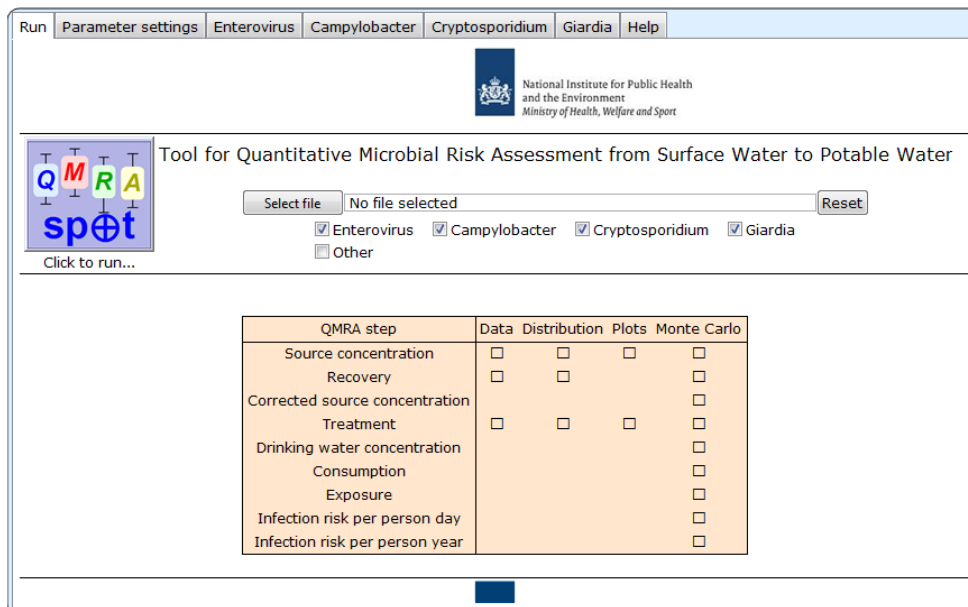 Run Parameter settings Enterovirus Campylobacter Cryptosporidium Giardia Help
National Institute for Public Health
and the Environment
Ministry of Health, Welfare and Sport
Q M R A
spot
Click to run...
Tool for Quantitative Microbial Risk Assessment from Surface Water to Potable Water
Select file No file selected Reset
Enterovirus Campylobacter Cryptosporidium Giardia
Other
QMRA step Data Distribution Plots Monte Carlo
Source concentration
Recovery
Corrected source concentration
Treatment
Drinking water concentration
Consumption
Exposure
Infection risk per person day
Infection risk per person year